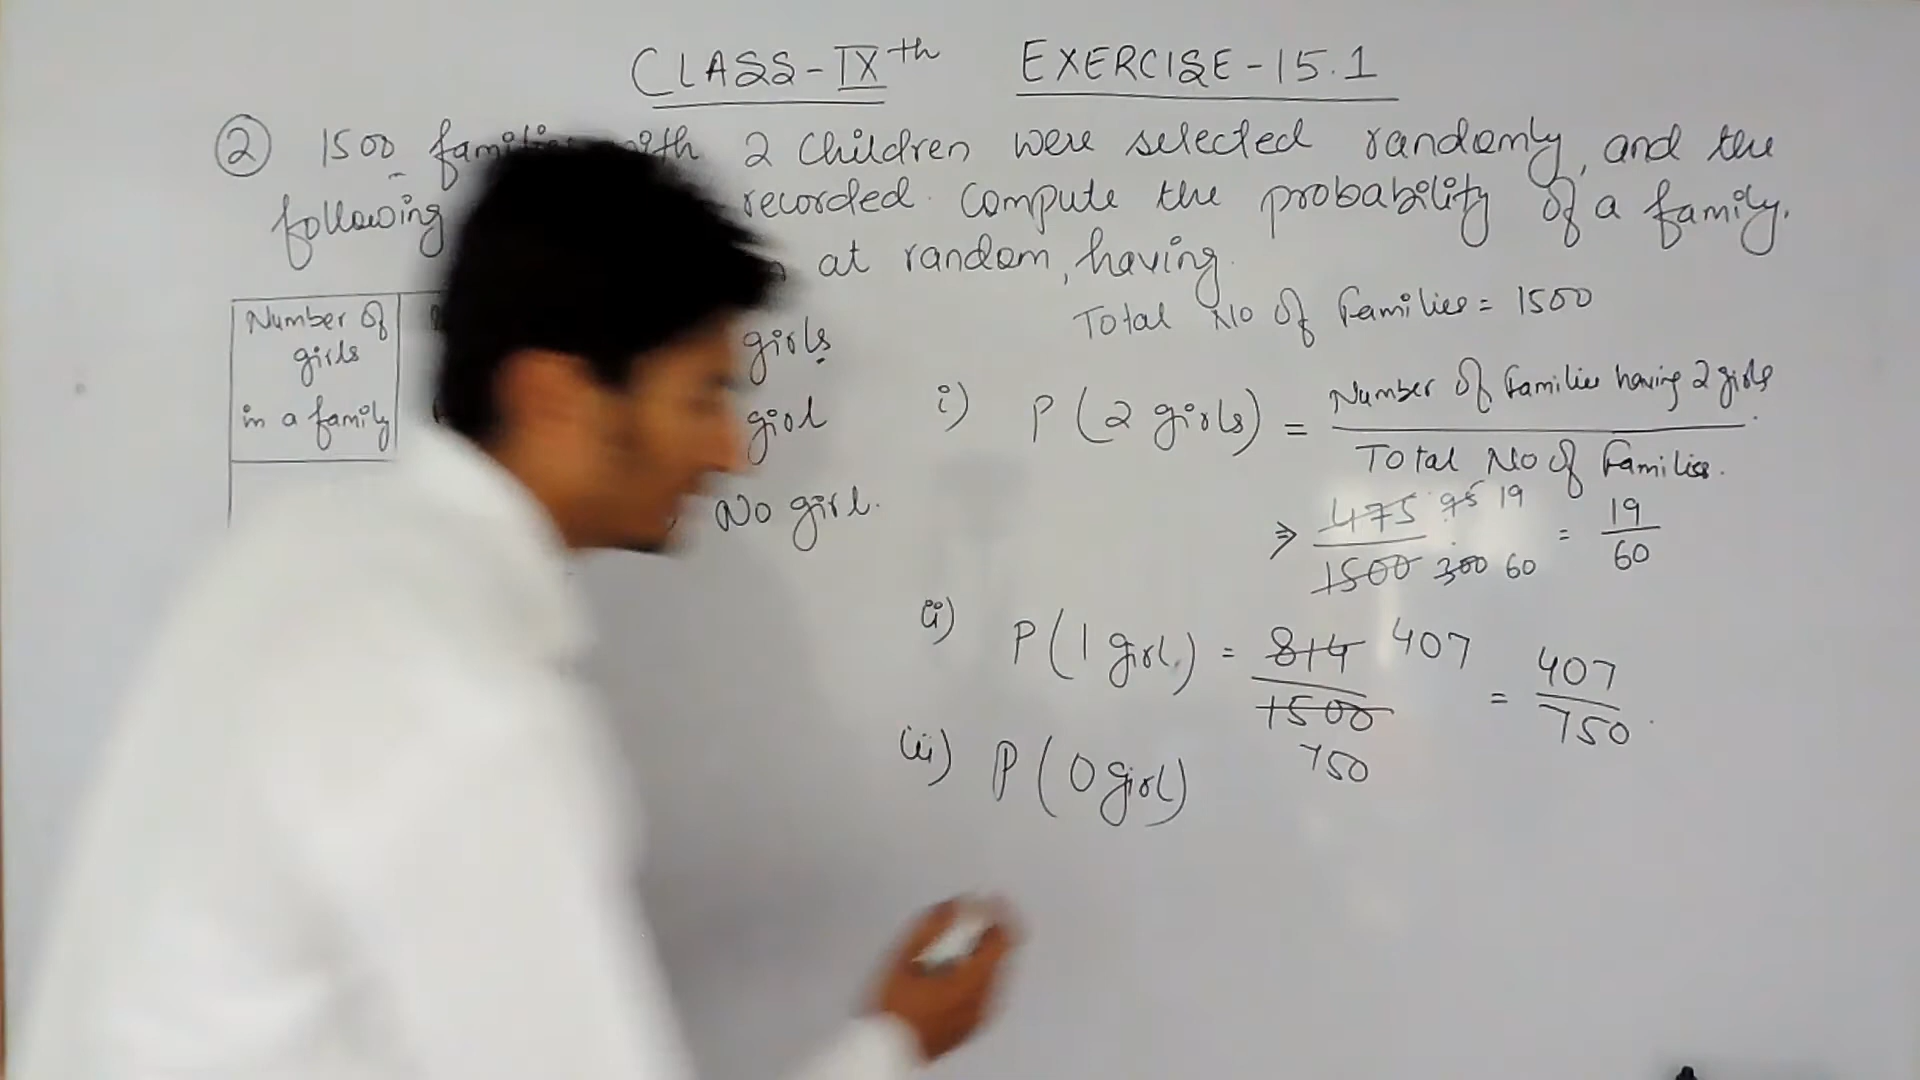 CLASS-IXth EXERCISE-15.1
② 1500 families with 2 children were selected randomly, and the
following recorded. Compute the probability of a family,
at random, having.
Number of
girls
in a family
girls
girl
No girl.
Total No of Families = 1500
i) P(2 girls) = Number of Families having 2 girls
Total No of Families.
⇒ 475 95 19 = 19
1500 300 60 60
ii) P(1 girl.) = 814 407 = 407
1500 750 750.
iii) P(0 girl)